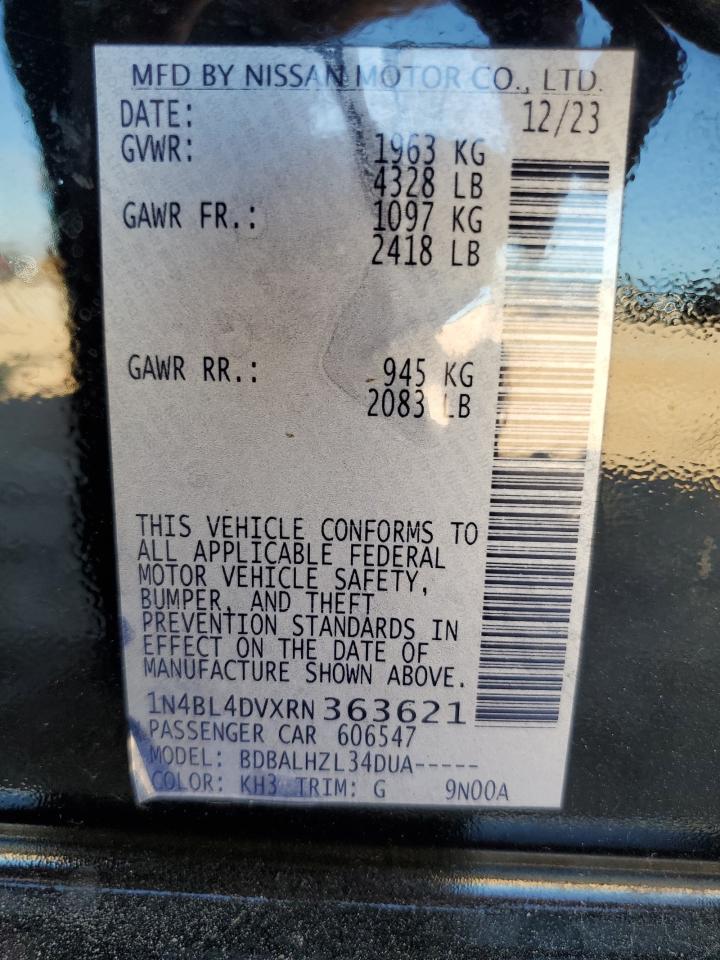 MFD BY NISSAN MOTOR CO., LTD.
DATE: 12/23
GVWR: 1963 KG
4328 LB
GAWR FR.: 1097 KG
2418 LB
GAWR RR.: 945 KG
2083 LB
THIS VEHICLE CONFORMS TO
ALL APPLICABLE FEDERAL
MOTOR VEHICLE SAFETY,
BUMPER, AND THEFT
PREVENTION STANDARDS IN
EFFECT ON THE DATE OF
MANUFACTURE SHOWN ABOVE.
1N4BL4DVXRN 363621
PASSENGER CAR 606547
MODEL: BDBALHZL34DUA-----
COLOR: KH3 TRIM: G 9N00A